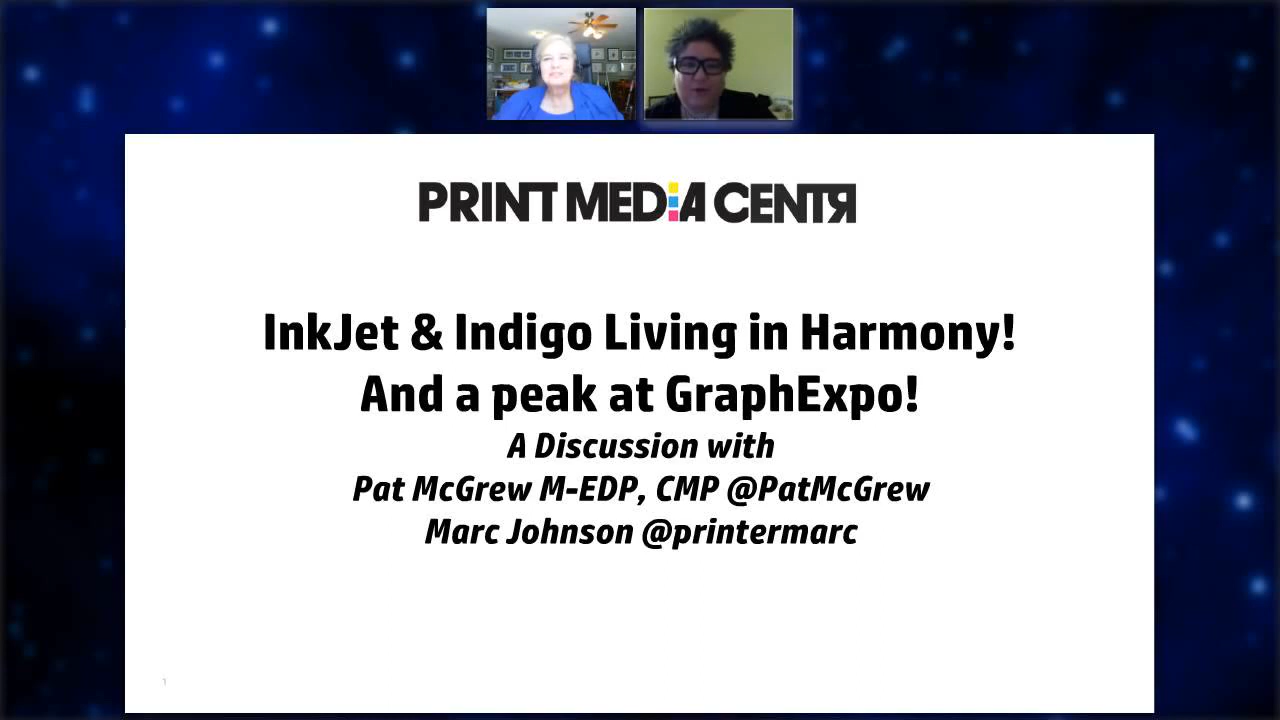 PRINT MEDIA CENTR
InkJet & Indigo Living in Harmony!
And a peak at GraphExpo!
A Discussion with
Pat McGrew M-EDP, CMP @PatMcGrew
Marc Johnson @printermarc
1